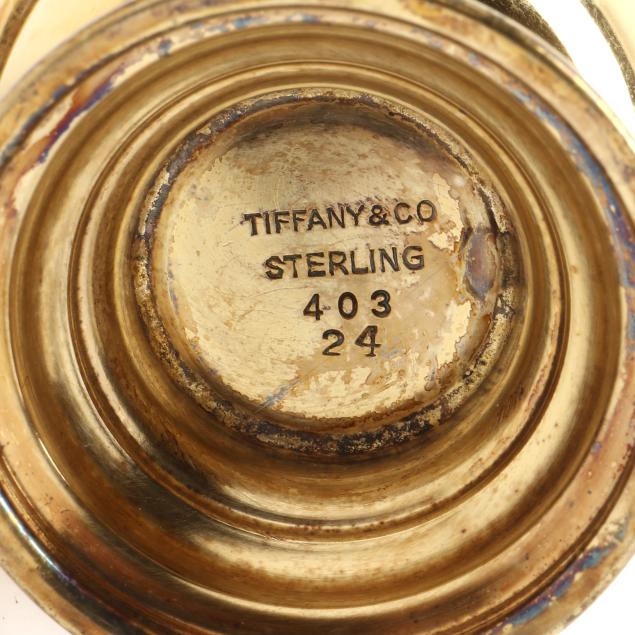 TIFFANY & CO
STERLING
403
24